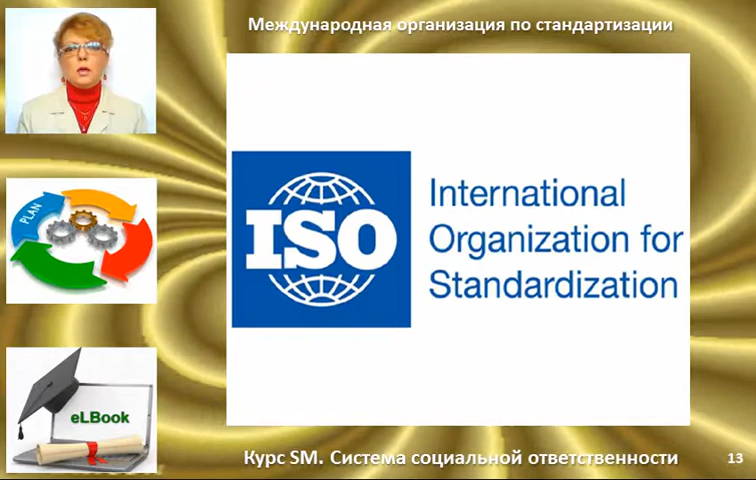 Международная организация по стандартизации
PLAN
ISO
International
Organization for
Standardization
eLBook
Курс SM. Система социальной ответственности
13